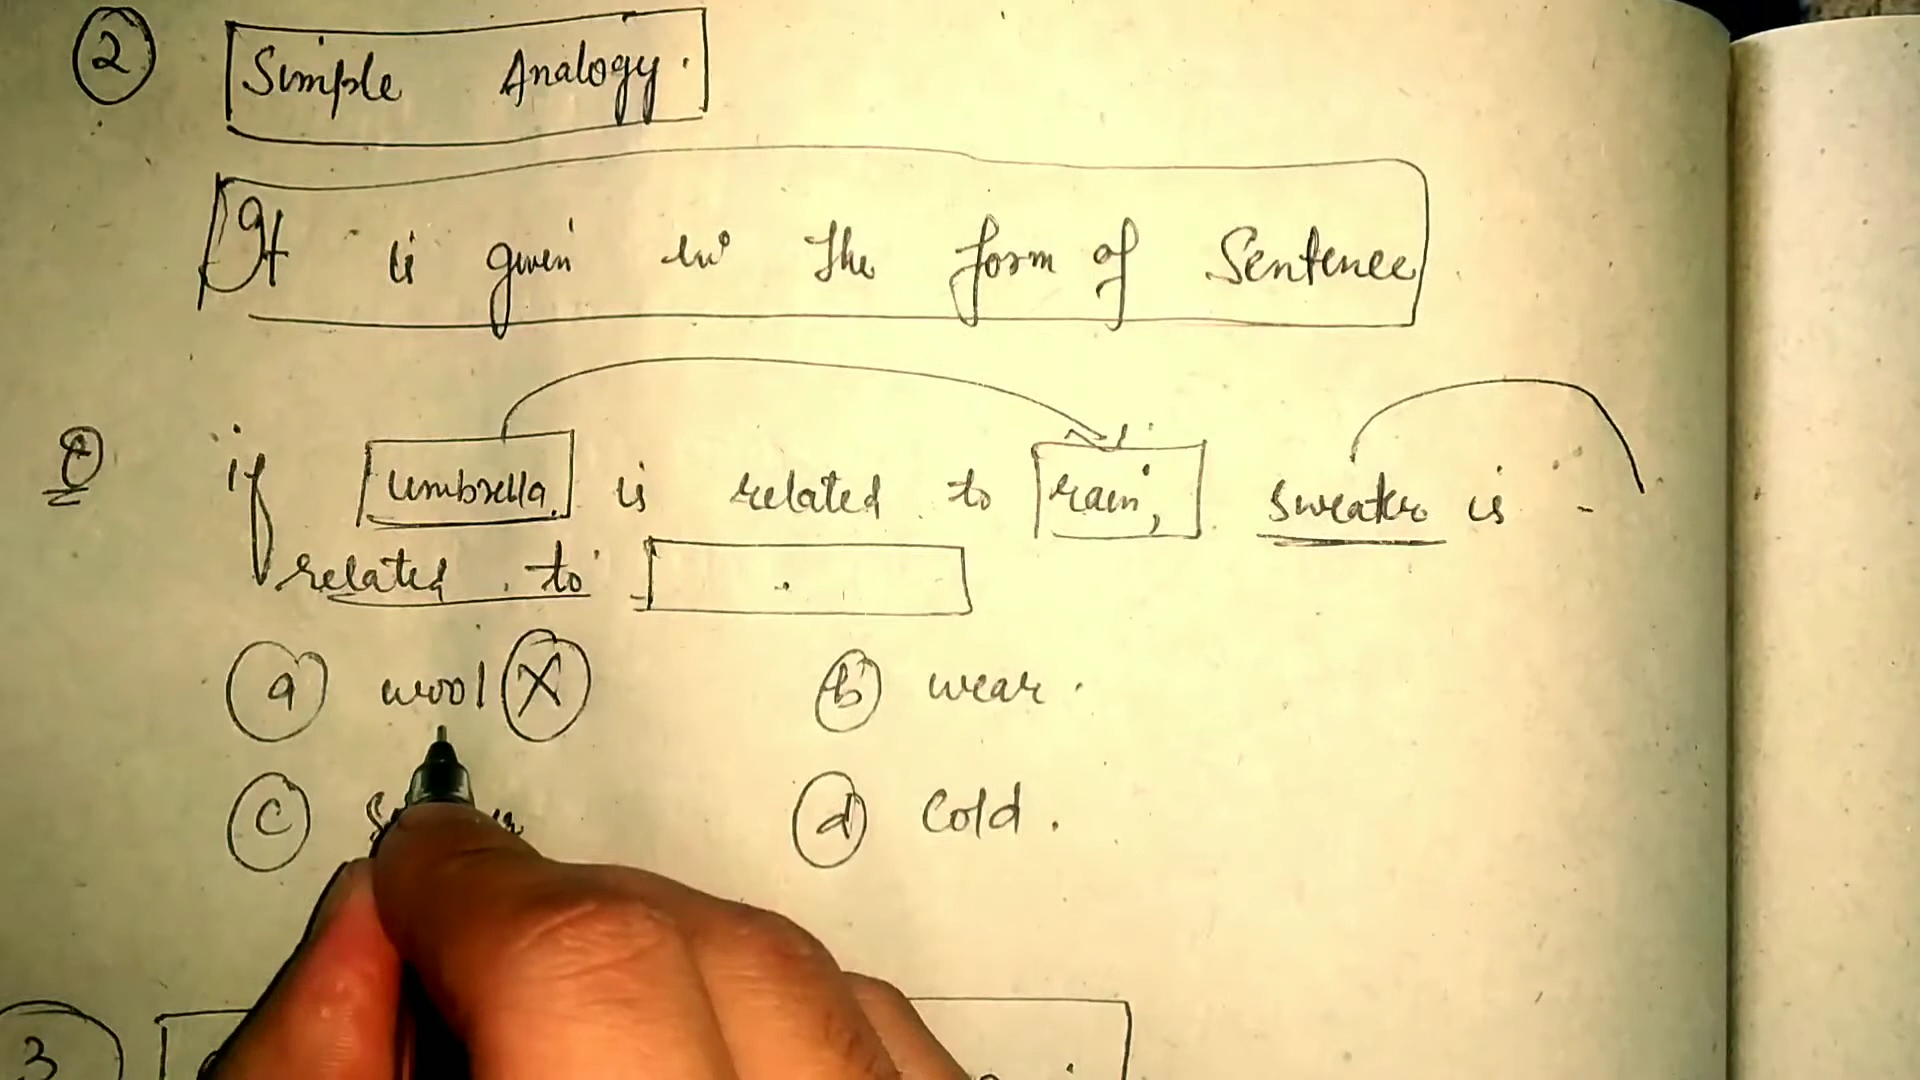 2 Simple Analogy.
It is given in the form of Sentence
Q if umbrella is related to rain, sweater is -
related to
a wool X b wear.
c d Cold.
3